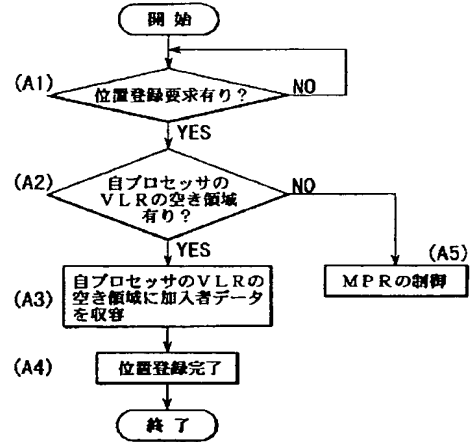 開始
(A1)
位置登録要求有り?
NO
YES
(A2)
自プロセッサの
VLRの空き領域
有り?
NO
YES
(A5)
MPRの制御
(A3)
自プロセッサのVLRの
空き領域に加入者データ
を収容
(A4)
位置登録完了
終了